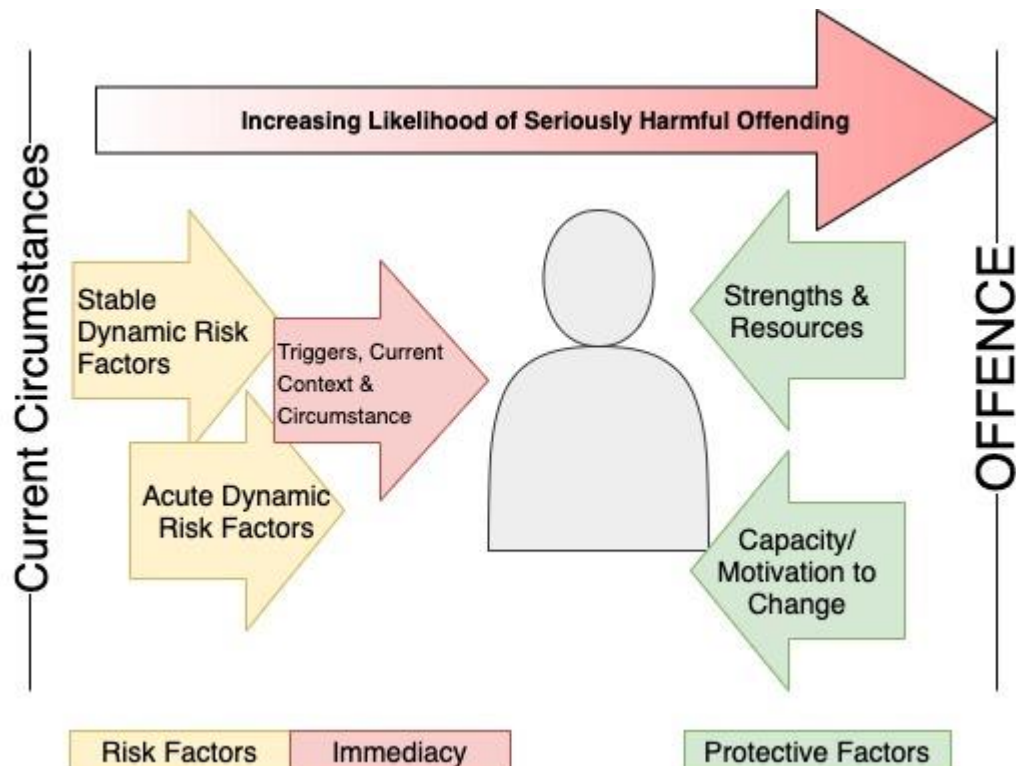 Increasing Likelihood of Seriously Harmful Offending
Current Circumstances
Stable
Dynamic Risk
Factors
Triggers, Current
Context &
Circumstance
Acute Dynamic
Risk Factors
Strengths &
Resources
Capacity/
Motivation to
Change
OFFENCE
Risk Factors
Immediacy
Protective Factors